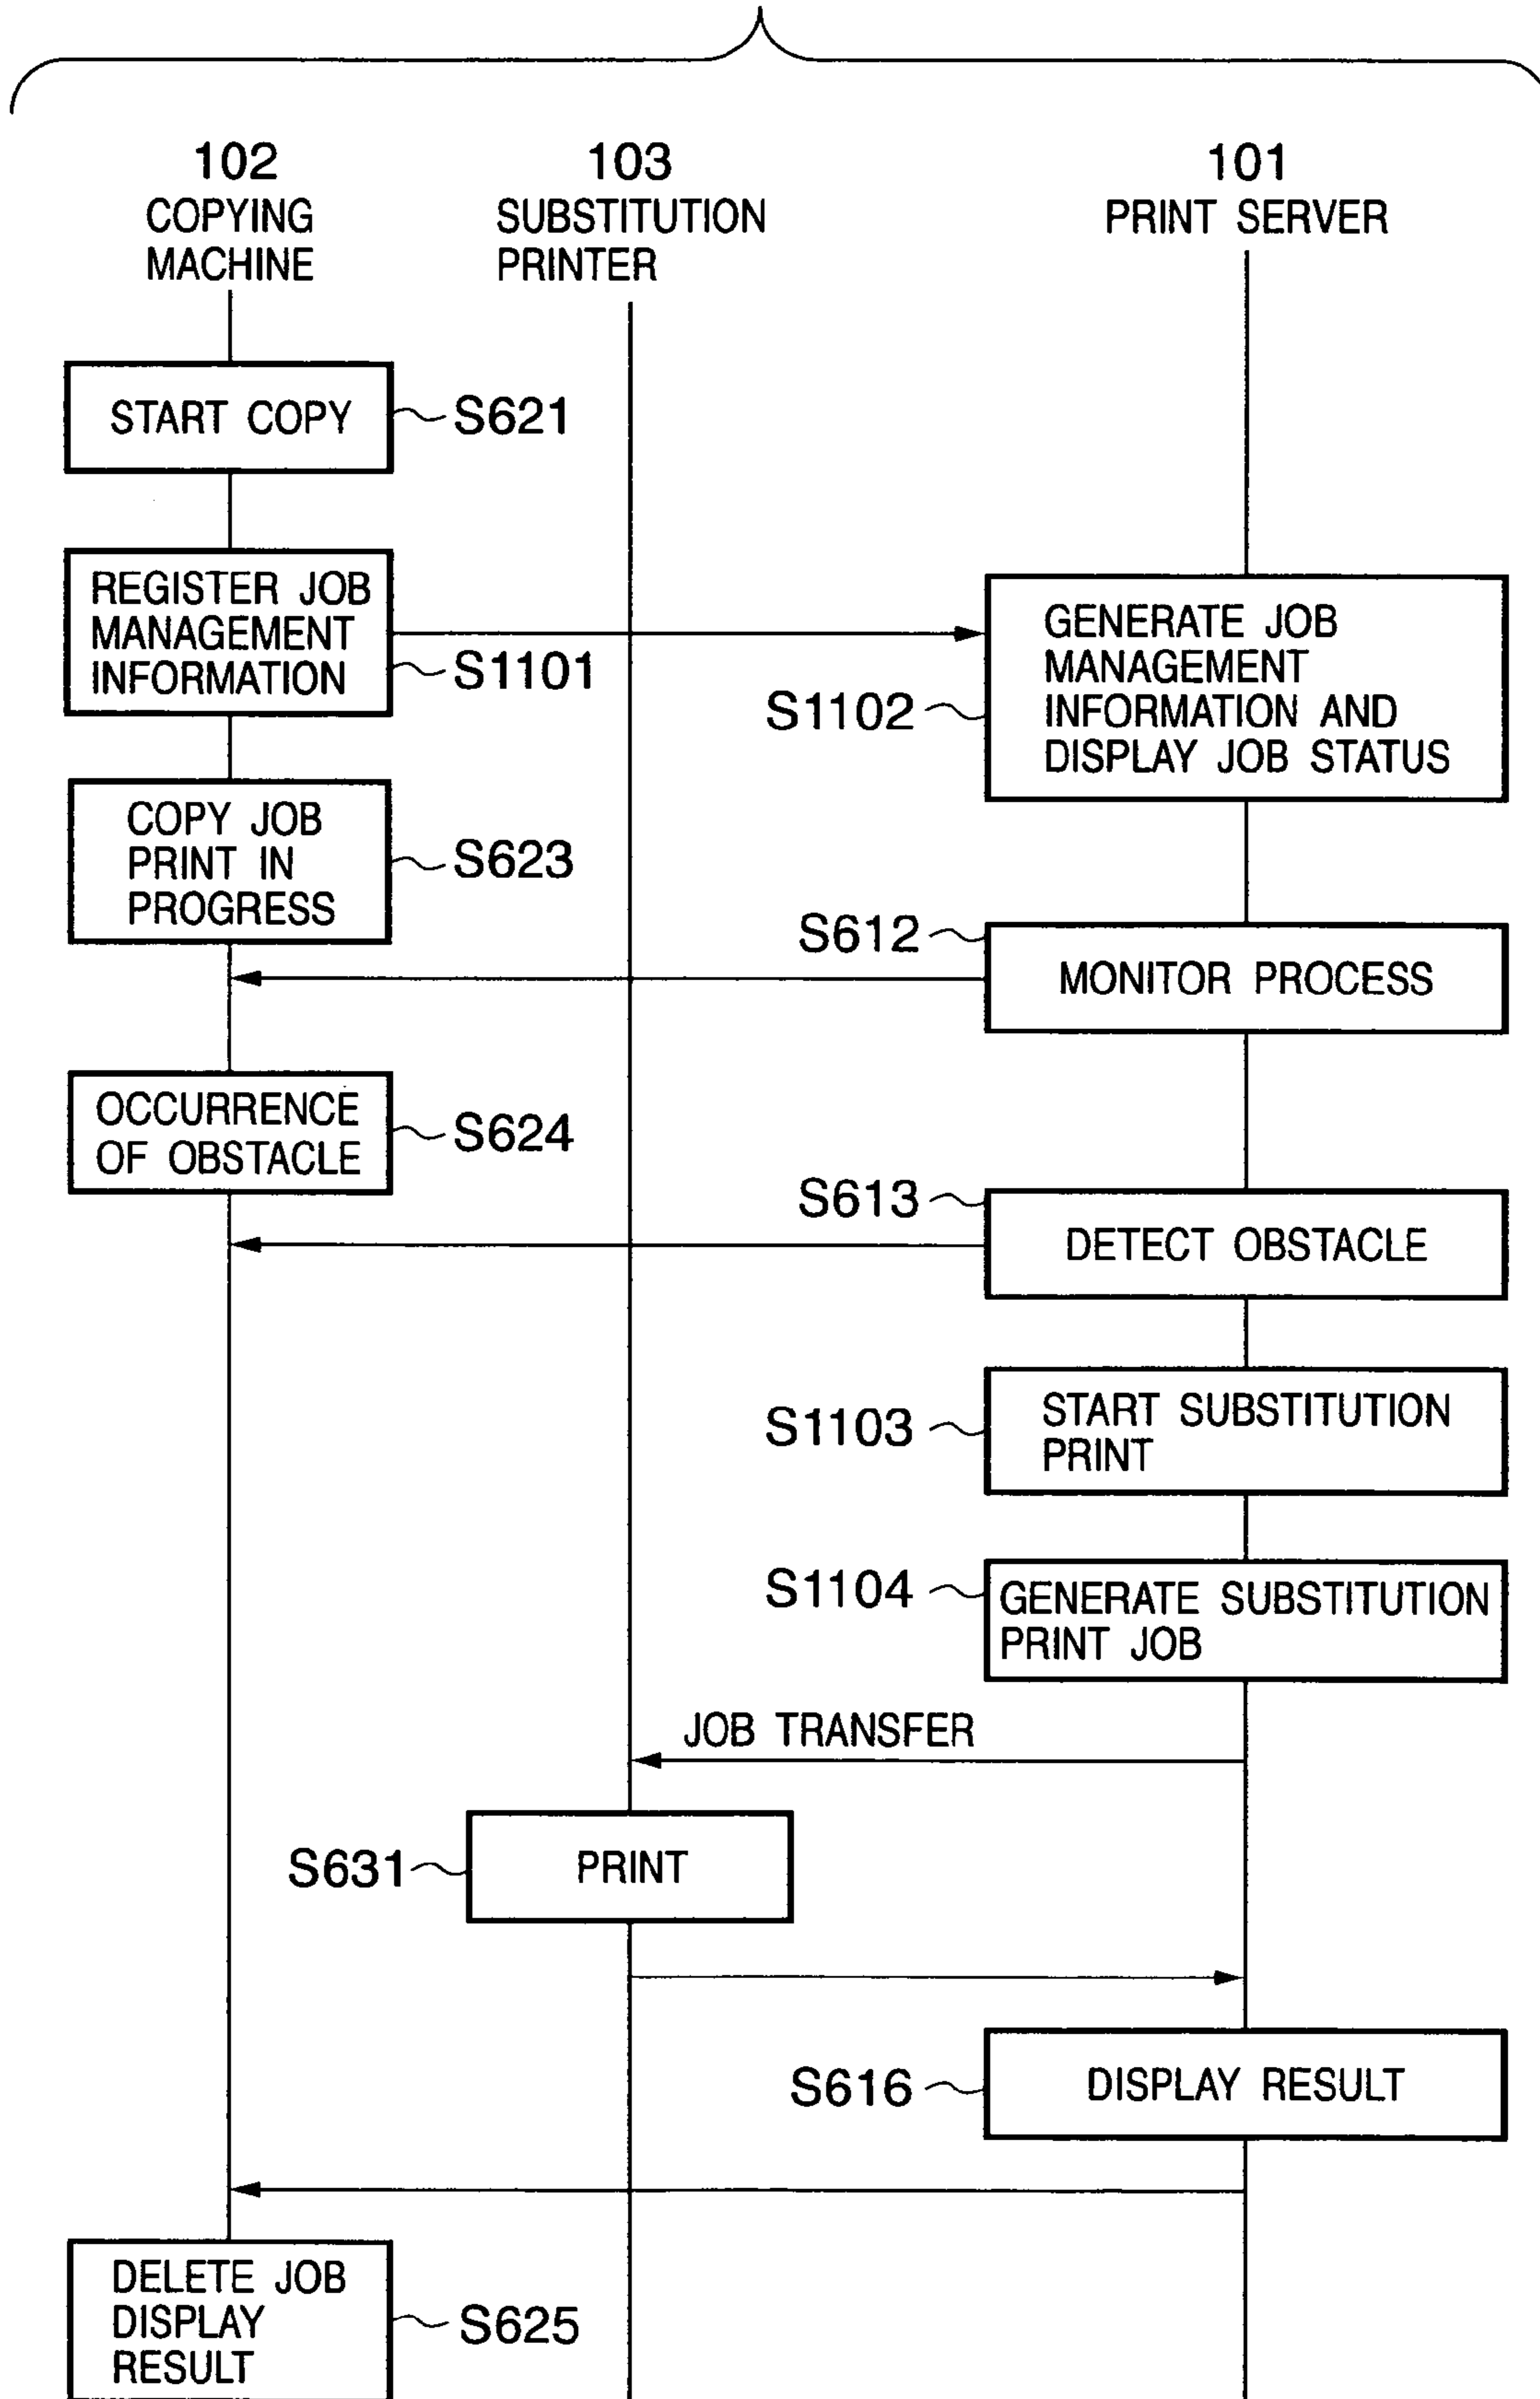 102
COPYING
MACHINE
103
SUBSTITUTION
PRINTER
101
PRINT SERVER
START COPY
S621
REGISTER JOB
MANAGEMENT
INFORMATION
S1101
GENERATE JOB
MANAGEMENT
INFORMATION AND
DISPLAY JOB STATUS
S1102
COPY JOB
PRINT IN
PROGRESS
S623
S612
MONITOR PROCESS
OCCURRENCE
OF OBSTACLE
S624
S613
DETECT OBSTACLE
S1103
START SUBSTITUTION
PRINT
S1104
GENERATE SUBSTITUTION
PRINT JOB
JOB TRANSFER
S631
PRINT
S616
DISPLAY RESULT
DELETE JOB
DISPLAY
RESULT
S625